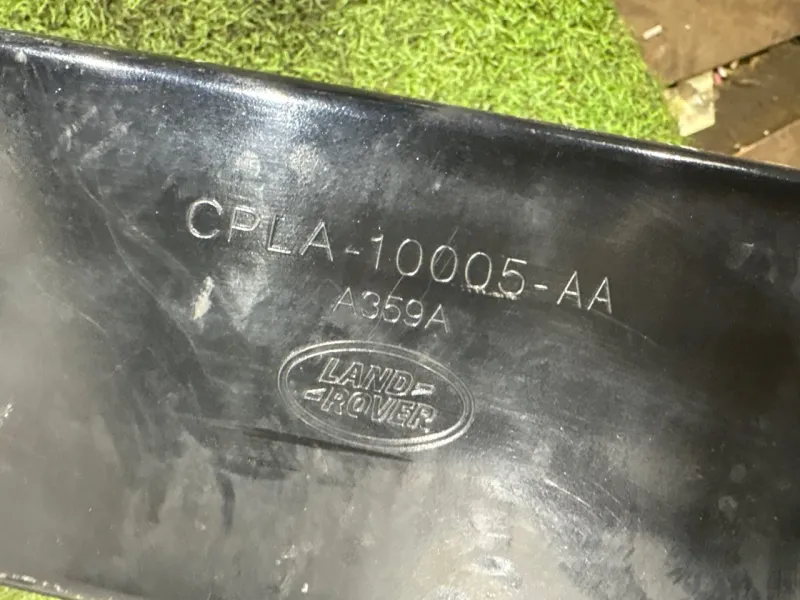 CPLA-10005-AA
A359A
LAND-
-ROVER